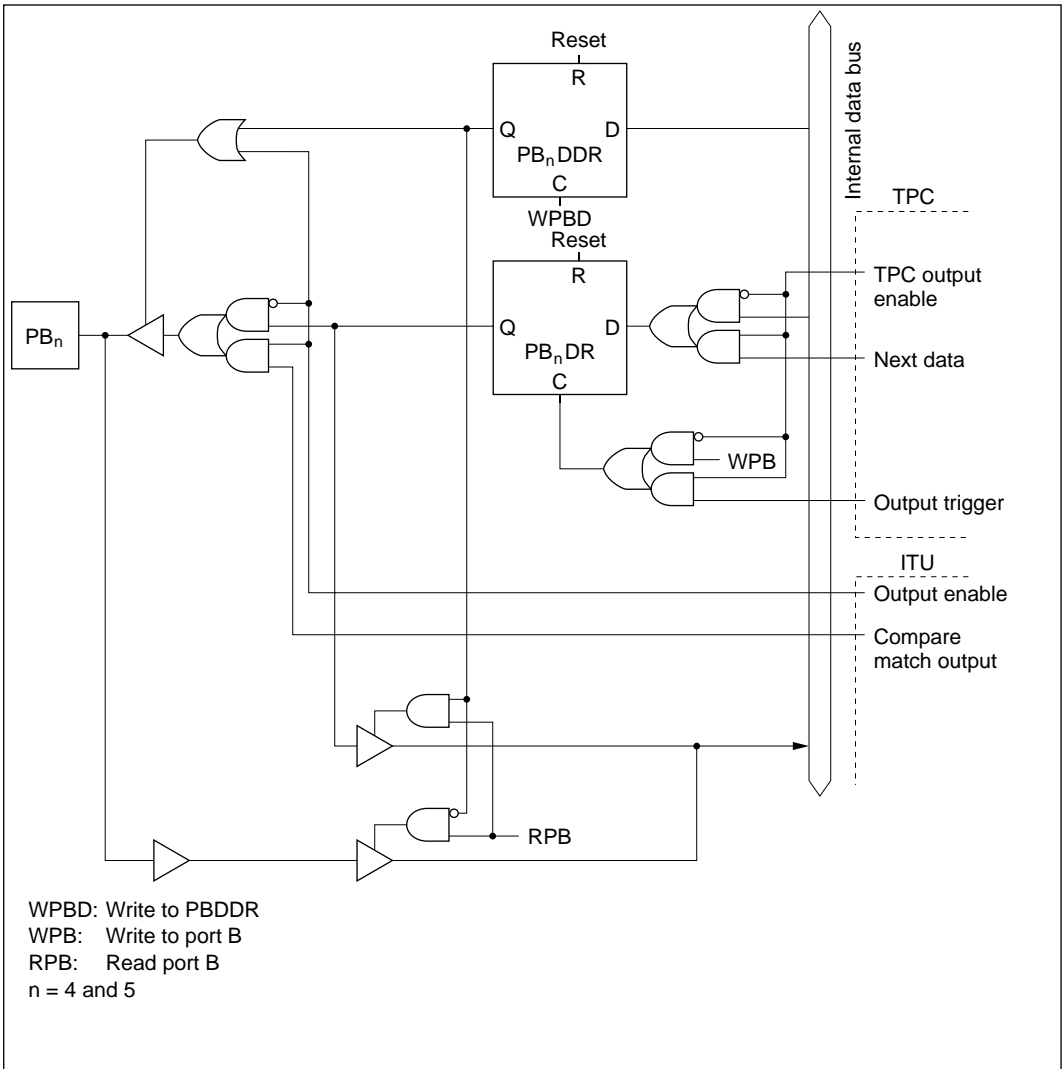 Reset
R
Q
D
PBnDDR
C
WPBD
Internal data bus
TPC
Reset
R
TPC output
enable
PBn
Q
D
PBnDR
C
Next data
WPB
Output trigger
ITU
Output enable
Compare
match output
RPB
WPBD: Write to PBDDR
WPB: Write to port B
RPB: Read port B
n = 4 and 5